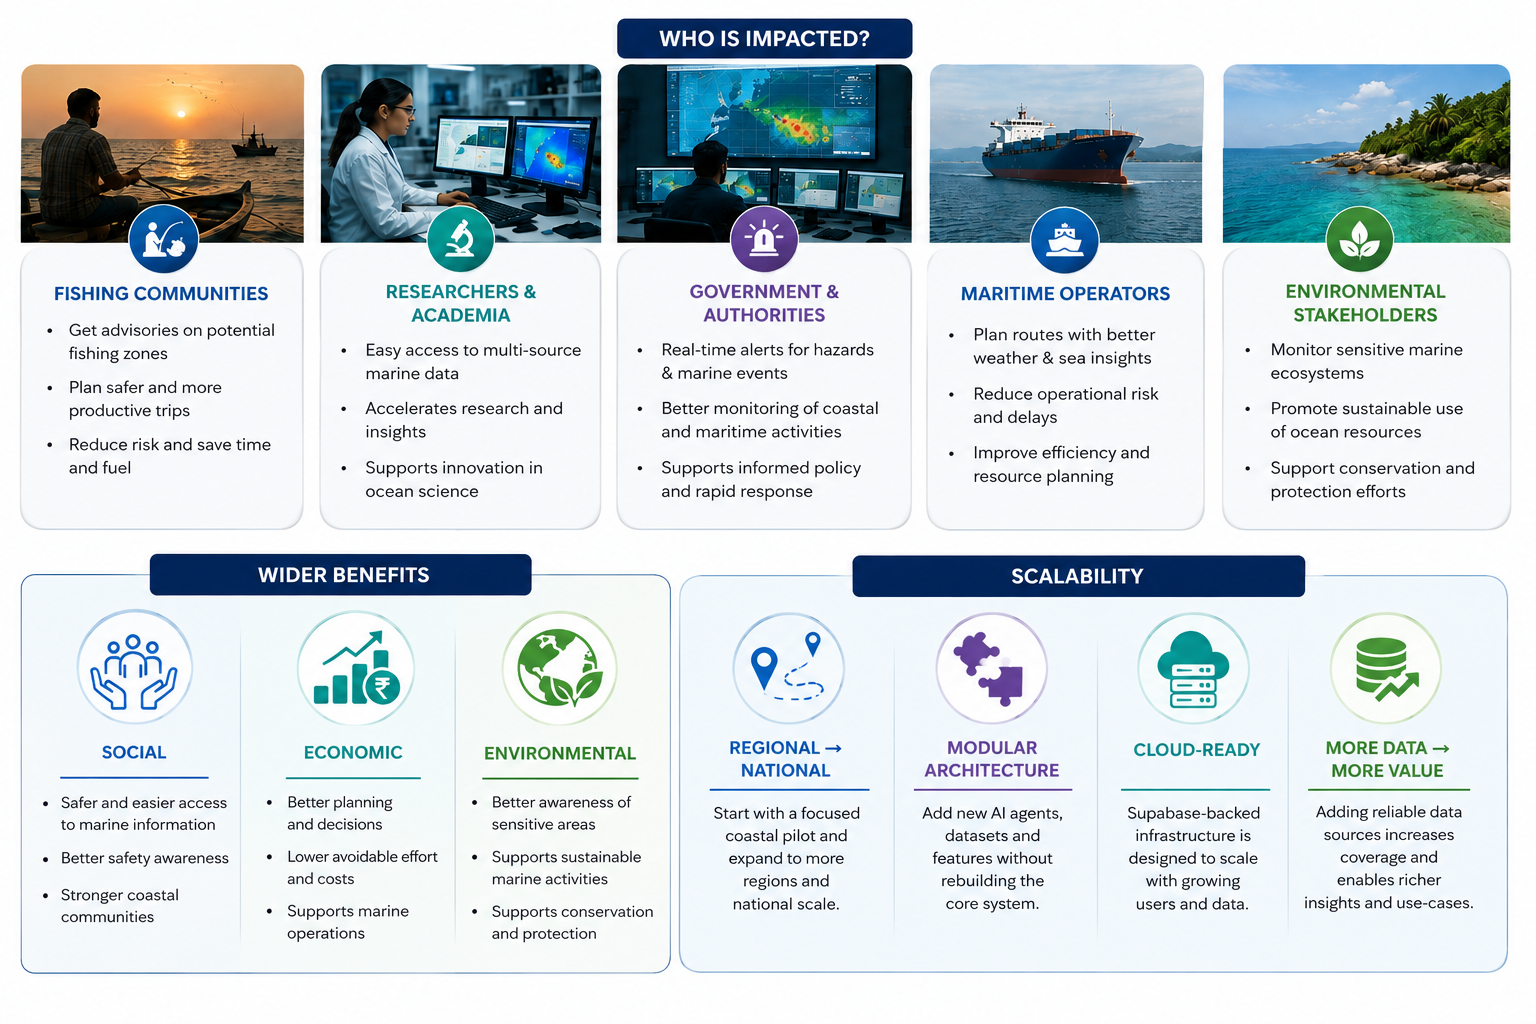 WHO IS IMPACTED?
FISHING COMMUNITIES
• Get advisories on potential
fishing zones
• Plan safer and more
productive trips
• Reduce risk and save time
and fuel
RESEARCHERS &
ACADEMIA
• Easy access to multi-source
marine data
• Accelerates research and
insights
• Supports innovation in
ocean science
GOVERNMENT &
AUTHORITIES
• Real-time alerts for hazards
& marine events
• Better monitoring of coastal
and maritime activities
• Supports informed policy
and rapid response
MARITIME OPERATORS
• Plan routes with better
weather & sea insights
• Reduce operational risk
and delays
• Improve efficiency and
resource planning
ENVIRONMENTAL
STAKEHOLDERS
• Monitor sensitive marine
ecosystems
• Promote sustainable use
of ocean resources
• Support conservation and
protection efforts
WIDER BENEFITS
SOCIAL
• Safer and easier access
to marine information
• Better safety awareness
• Stronger coastal
communities
₹
ECONOMIC
• Better planning
and decisions
• Lower avoidable effort
and costs
• Supports marine
operations
ENVIRONMENTAL
• Better awareness of
sensitive areas
• Supports sustainable
marine activities
• Supports conservation
and protection
SCALABILITY
REGIONAL →
NATIONAL
Start with a focused
coastal pilot and
expand to more
regions and
national scale.
MODULAR
ARCHITECTURE
Add new AI agents,
datasets and
features without
rebuilding the
core system.
CLOUD-READY
Supabase-backed
infrastructure is
designed to scale
with growing
users and data.
MORE DATA →
MORE VALUE
Adding reliable data
sources increases
coverage and
enables richer
insights and use-cases.